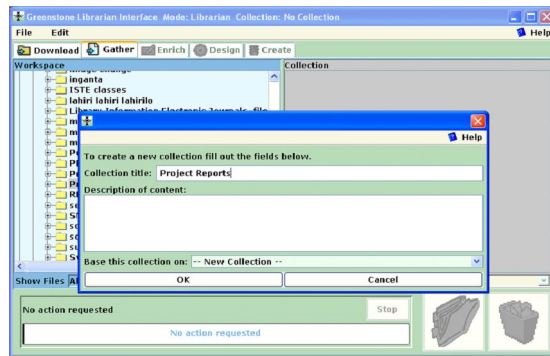 Greenstone Librarian Interface Mode: Librarian Collection: No Collection
File Edit
Help
Download Gather Enrich Design Create
Workspace
Collection
inganta
ISTE classes
lahiri lahiri lahirilo
Help
To create a new collection fill out the fields below.
Collection title: Project Reports
Description of content:
Base this collection on: -- New Collection --
OK Cancel
Show Files
No action requested
Stop
No action requested